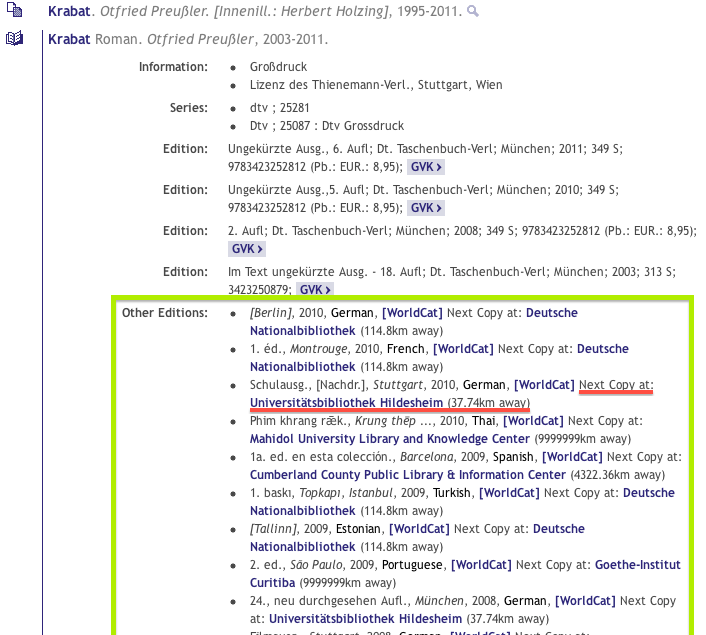 Krabat. Otfried Preußler. [Innenill.: Herbert Holzing], 1995-2011.
Krabat Roman. Otfried Preußler, 2003-2011.
Information: • Großdruck
• Lizenz des Thienemann-Verl., Stuttgart, Wien
Series: • dtv ; 25281
• Dtv ; 25087 : Dtv Grossdruck
Edition: Ungekürzte Ausg., 6. Aufl; Dt. Taschenbuch-Verl; München; 2011; 349 S;
9783423252812 (Pb.: EUR.: 8,95); GVK ›
Edition: Ungekürzte Ausg.,5. Aufl; Dt. Taschenbuch-Verl; München; 2010; 349 S;
9783423252812 (Pb.: EUR.: 8,95); GVK ›
Edition: 2. Aufl; Dt. Taschenbuch-Verl; München; 2008; 349 S; 9783423252812 (Pb.: EUR.: 8,95);
GVK ›
Edition: Im Text ungekürzte Ausg. - 18. Aufl; Dt. Taschenbuch-Verl; München; 2003; 313 S;
3423250879; GVK ›
Other Editions: • [Berlin], 2010, German, [WorldCat] Next Copy at: Deutsche
Nationalbibliothek (114.8km away)
• 1. éd., Montrouge, 2010, French, [WorldCat] Next Copy at: Deutsche
Nationalbibliothek (114.8km away)
• Schulausg., [Nachdr.], Stuttgart, 2010, German, [WorldCat] Next Copy at:
Universitätsbibliothek Hildesheim (37.74km away)
• Phim khrang rǣk., Krung thēp ..., 2010, Thai, [WorldCat] Next Copy at:
Mahidol University Library and Knowledge Center (9999999km away)
• 1a. ed. en esta colección., Barcelona, 2009, Spanish, [WorldCat] Next Copy at:
Cumberland County Public Library & Information Center (4322.36km away)
• 1. baskı, Topkapı, Istanbul, 2009, Turkish, [WorldCat] Next Copy at: Deutsche
Nationalbibliothek (114.8km away)
• [Tallinn], 2009, Estonian, [WorldCat] Next Copy at: Deutsche
Nationalbibliothek (114.8km away)
• 2. ed., São Paulo, 2009, Portuguese, [WorldCat] Next Copy at: Goethe-Institut
Curitiba (9999999km away)
• 24., neu durchgesehen Aufl., München, 2008, German, [WorldCat] Next Copy
at: Universitätsbibliothek Hildesheim (37.74km away)